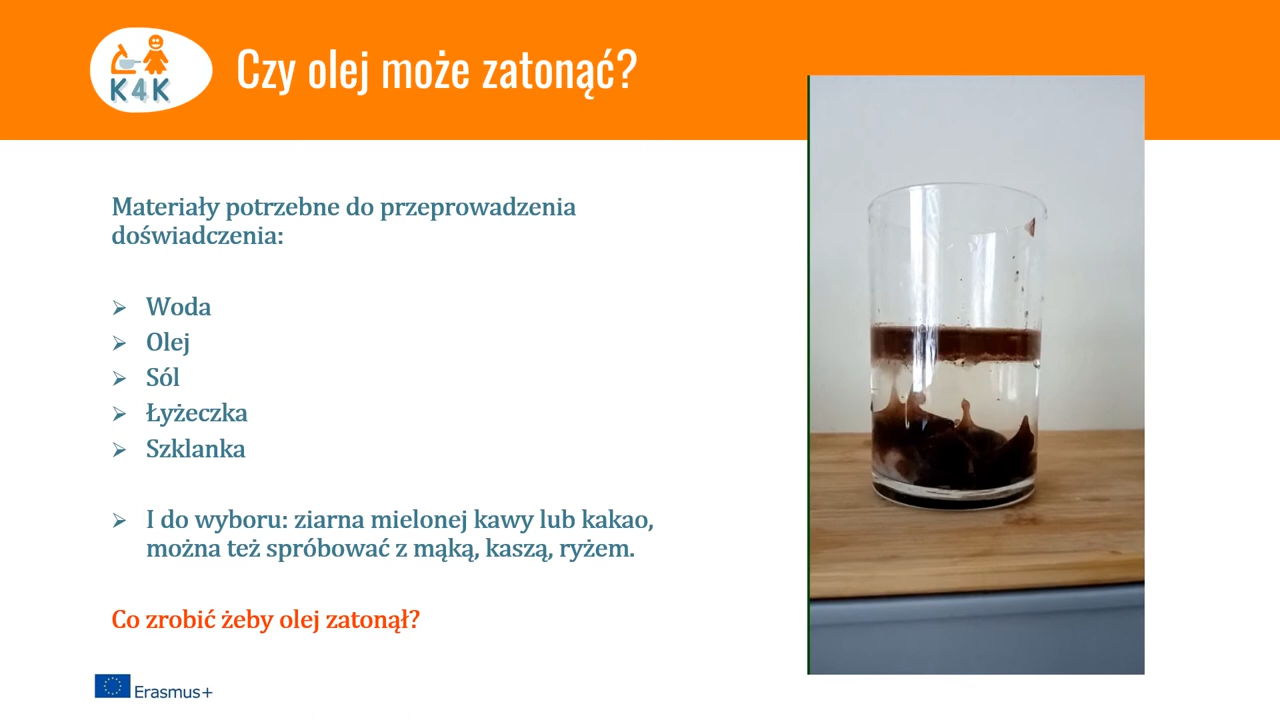 K4K
Czy olej może zatonąć?
Materiały potrzebne do przeprowadzenia
doświadczenia:
⮚ Woda
⮚ Olej
⮚ Sól
⮚ Łyżeczka
⮚ Szklanka
⮚ I do wyboru: ziarna mielonej kawy lub kakao,
można też spróbować z mąką, kaszą, ryżem.
Co zrobić żeby olej zatonął?
Erasmus+